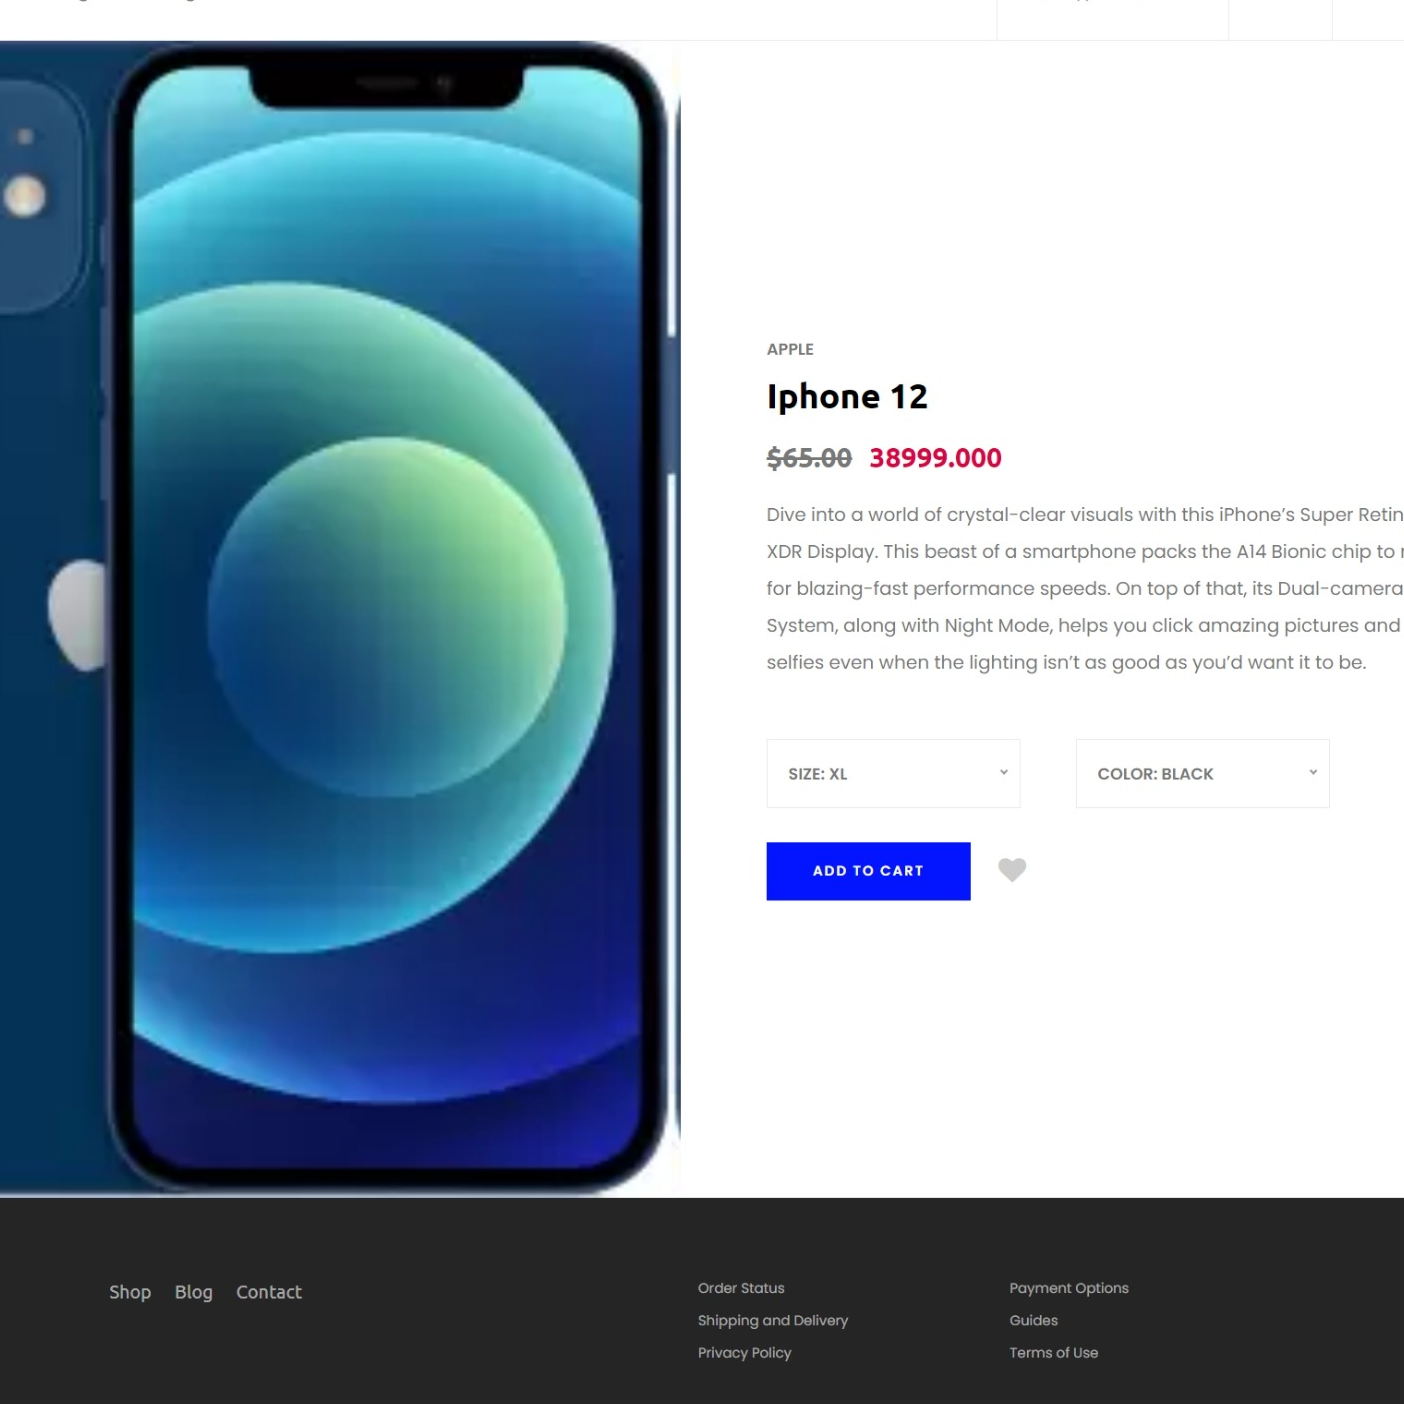 APPLE
Iphone 12
$65.00 38999.000
Dive into a world of crystal-clear visuals with this iPhone's Super Retin
XDR Display. This beast of a smartphone packs the A14 Bionic chip to
for blazing-fast performance speeds. On top of that, its Dual-camera
System, along with Night Mode, helps you click amazing pictures and
selfies even when the lighting isn't as good as you'd want it to be.
SIZE: XL
COLOR: BLACK
ADD TO CART
Shop Blog Contact
Order Status
Shipping and Delivery
Privacy Policy
Payment Options
Guides
Terms of Use